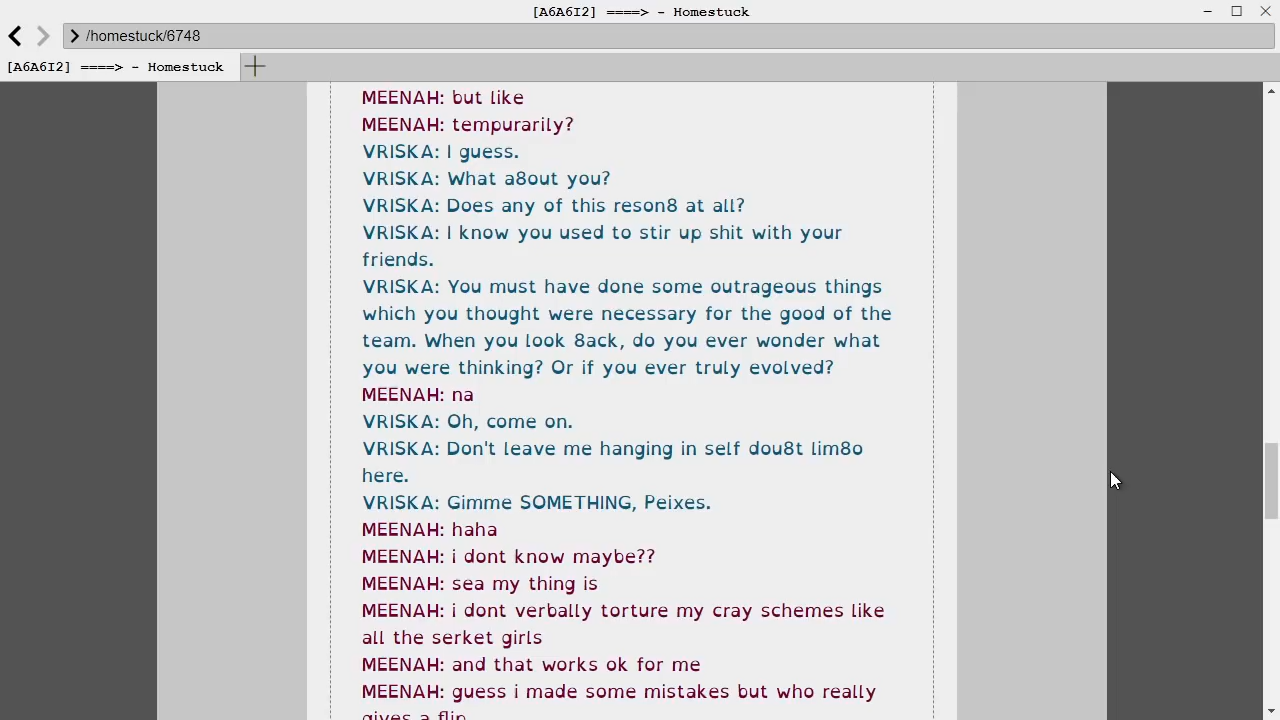 [A6A6I2] ====> - Homestuck
/homestuck/6748
[A6A6I2] ====> - Homestuck
MEENAH: but like
MEENAH: tempurarily?
VRISKA: I guess.
VRISKA: What a8out you?
VRISKA: Does any of this reson8 at all?
VRISKA: I know you used to stir up shit with your
friends.
VRISKA: You must have done some outrageous things
which you thought were necessary for the good of the
team. When you look 8ack, do you ever wonder what
you were thinking? Or if you ever truly evolved?
MEENAH: na
VRISKA: Oh, come on.
VRISKA: Don't leave me hanging in self dou8t lim8o
here.
VRISKA: Gimme SOMETHING, Peixes.
MEENAH: haha
MEENAH: i dont know maybe??
MEENAH: sea my thing is
MEENAH: i dont verbally torture my cray schemes like
all the serket girls
MEENAH: and that works ok for me
MEENAH: guess i made some mistakes but who really
gives a flip